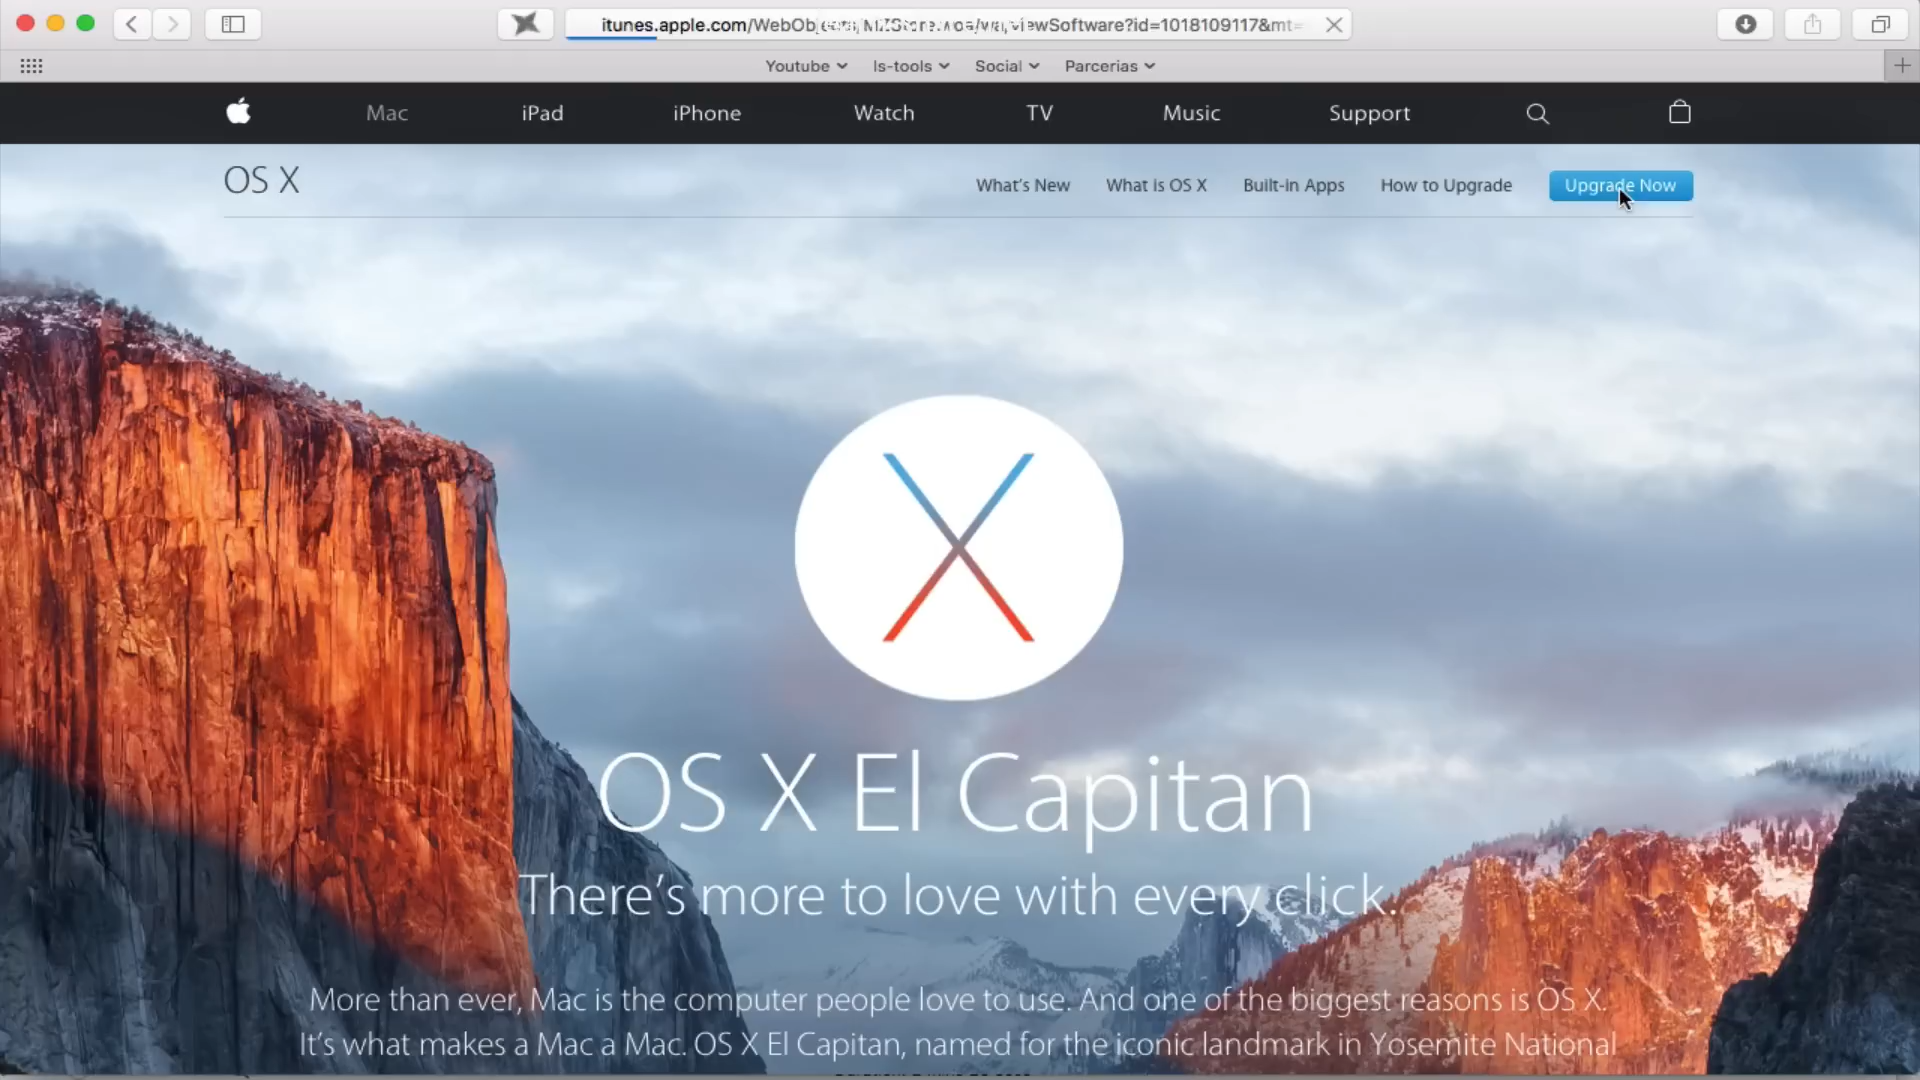 itunes.apple.com/WebObje
viewSoftware?id=1018109117&mt=
Youtube Is-tools Social Parcerias
Mac iPad iPhone Watch TV Music Support
OS X What's New What is OS X Built-in Apps How to Upgrade Upgrade Now
OS X El Capitan
There's more to love with every click.
More than ever, Mac is the computer people love to use. And one of the biggest reasons is OS X.
It's what makes a Mac a Mac. OS X El Capitan, named for the iconic landmark in Yosemite National